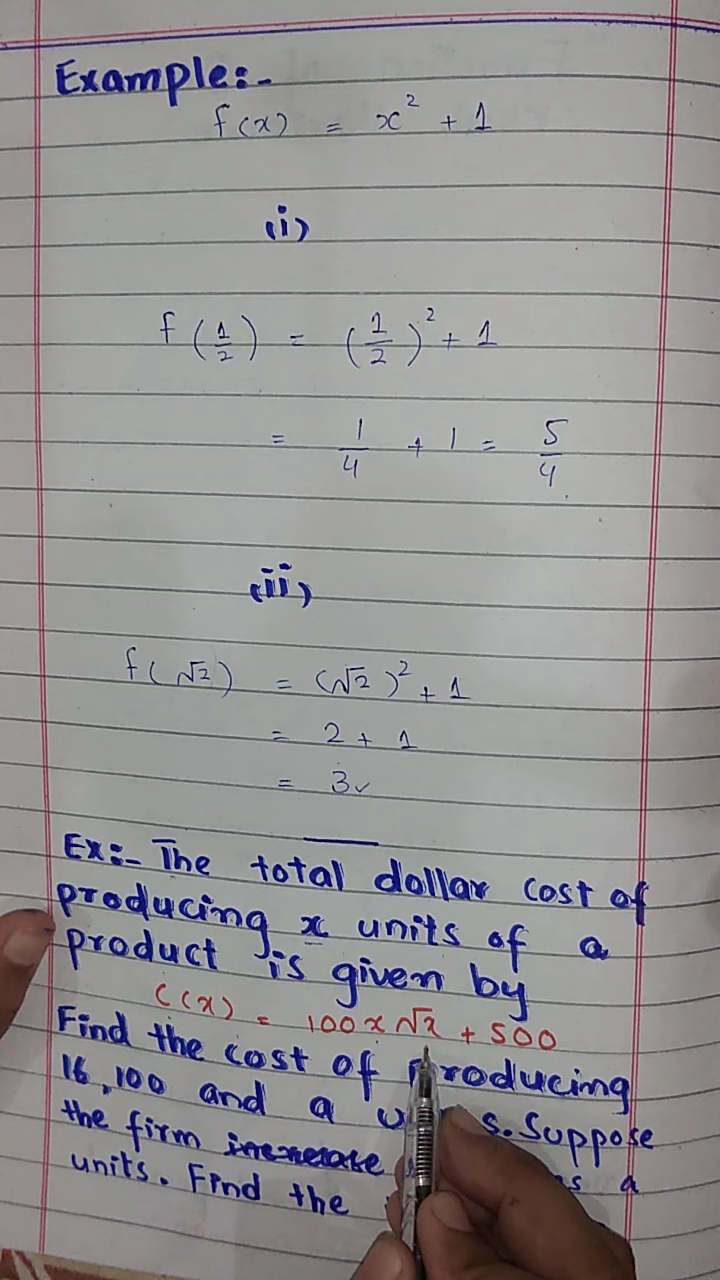 Example:-
f(x) = x² + 1
(i)
f(1/2) = (1/2)² + 1
= 1/4 + 1 = 5/4
(ii)
f(√2) = (√2)² + 1
= 2 + 1
= 3
Ex:- The total dollar cost of
producing x units of a
product is given by
C(x) = 100x√x + 500
Find the cost of producing
16, 100 and a Suppose
the firm a
units. Find the